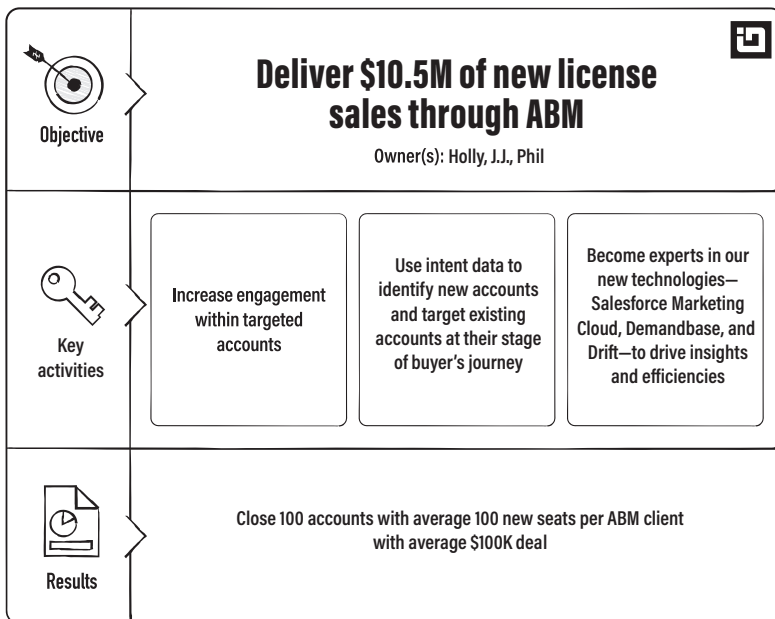 Deliver $10.5M of new license
sales through ABM
Owner(s): Holly, J.J., Phil
Objective
Increase engagement
within targeted
accounts
Use intent data to
identify new accounts
and target existing
accounts at their stage
of buyer's journey
Become experts in our
new technologies—
Salesforce Marketing
Cloud, Demandbase, and
Drift—to drive insights
and efficiencies
Key
activities
Close 100 accounts with average 100 new seats per ABM client
with average $100K deal
Results